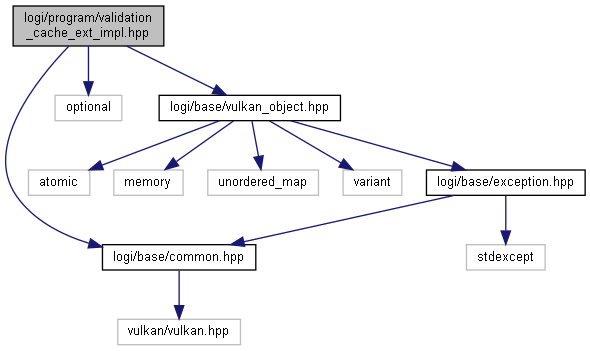 logi/program/validation
_cache_ext_impl.hpp
optional
logi/base/vulkan_object.hpp
atomic
memory
unordered_map
variant
logi/base/exception.hpp
logi/base/common.hpp
stdexcept
vulkan/vulkan.hpp